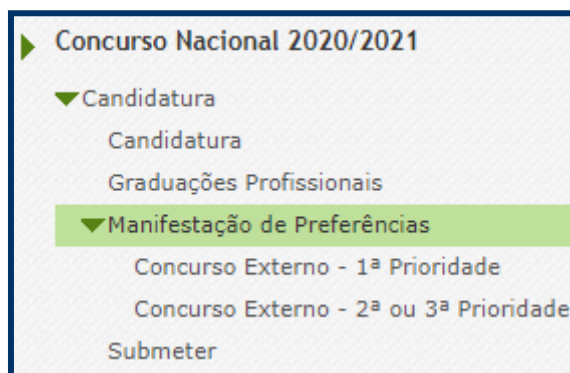 Concurso Nacional 2020/2021
Candidatura
Candidatura
Graduações Profissionais
Manifestação de Preferências
Concurso Externo - 1ª Prioridade
Concurso Externo - 2ª ou 3ª Prioridade
Submeter